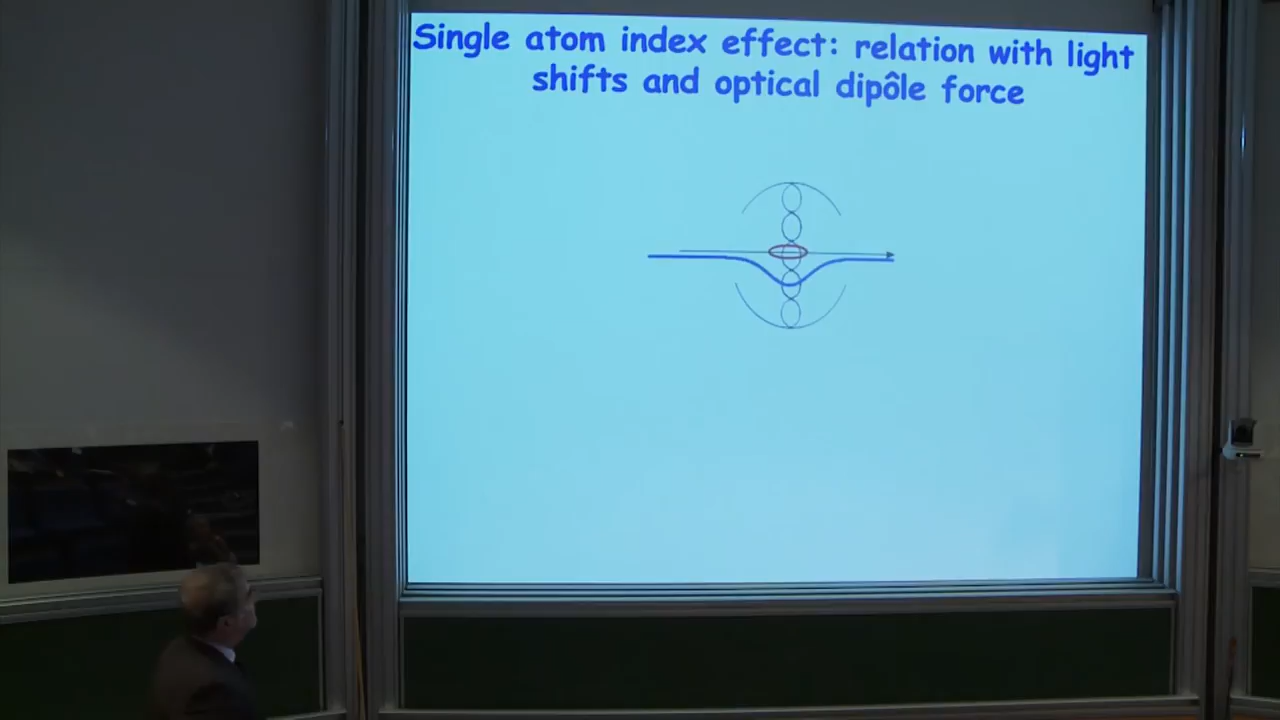 Single atom index effect: relation with light
shifts and optical dipôle force